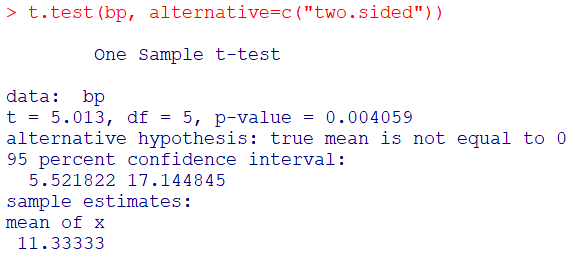 > t.test(bp, alternative=c("two.sided"))
One Sample t-test
data:  bp
t = 5.013, df = 5, p-value = 0.004059
alternative hypothesis: true mean is not equal to 0
95 percent confidence interval:
5.521822 17.144845
sample estimates:
mean of x
11.33333